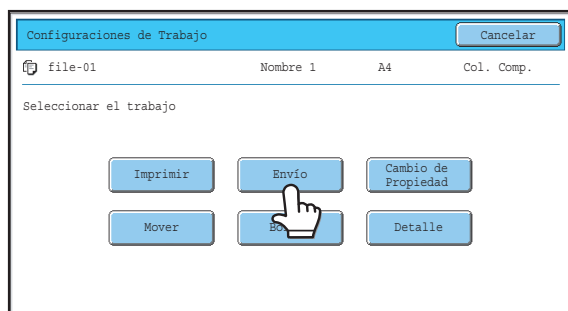 Configuraciones de Trabajo Cancelar
file-01 Nombre 1 A4 Col. Comp.
Seleccionar el trabajo
Imprimir Envío Cambio de
Propiedad
Mover Detalle